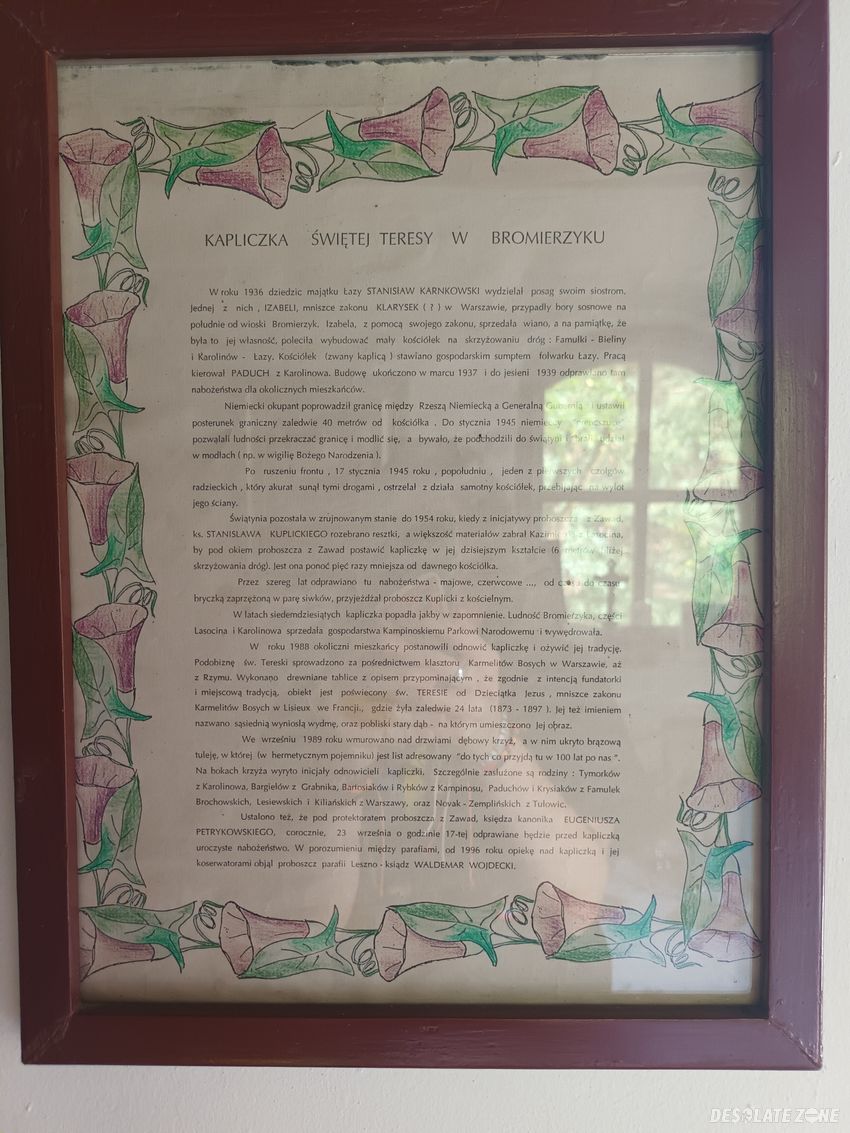 KAPLICZKA ŚWIĘTEJ TERESY W BROMIERZYKU
W roku 1936 dziedzic majątku Łazy STANISŁAW KARNKOWSKI wydzielał posag swoim siostrom.
Jednej z nich, IZABELI, mniszce zakonu KLARYSEK ( ? ) w Warszawie, przypadły bory sosnowe na
południe od wioski Bromierzyk. Izabela, z pomocą swojego zakonu, sprzedała wiano, a na pamiątkę, że
była to jej własność, poleciła wybudować mały kościółek na skrzyżowaniu dróg : Famułki - Bieliny
i Karolinów - Łazy. Kościółek (zwany kaplicą ) stawiano gospodarskim sumptem folwarku Łazy. Pracą
kierował PADUCH z Karolinowa. Budowę ukończono w marcu 1937 i do jesieni 1939 odprawiano tam
nabożeństwa dla okolicznych mieszkańców.
Niemiecki okupant poprowadził granicę między Rzeszą Niemiecką a Generalną Gubernią i ustawił
posterunek graniczny zaledwie 40 metrów od kościółka . Do stycznia 1945 niemieccy
pozwalali ludności przekraczać granicę i modlić się, a bywało, że podchodzili do świątyni i brali udział
w modłach ( np. w wigilię Bożego Narodzenia ).
Po ruszeniu frontu , 17 stycznia 1945 roku , popołudniu , jeden z pierwszych czołgów
radzieckich , który akurat sunął tymi drogami , ostrzelał z działa samotny kościółek, przebijając na wylot
jego ściany.
Świątynia pozostała w zrujnowanym stanie do 1954 roku, kiedy z inicjatywy proboszcza z Zawad,
ks. STANISŁAWA KUPLICKIEGO rozebrano resztki, a większość materiałów zabrał z Lasocina,
by pod okiem proboszcza z Zawad postawić kapliczkę w jej dzisiejszym kształcie (6 metrów bliżej
skrzyżowania dróg). Jest ona ponoć pięć razy mniejsza od dawnego kościółka.
Przez szereg lat odprawiano tu nabożeństwa - majowe, czerwcowe ..., od czasu do czasu
bryczką zaprzężoną w parę siwków, przyjeżdżał proboszcz Kuplicki z kościelnym.
W latach siedemdziesiątych kapliczka popadła jakby w zapomnienie. Ludność Bromierzyka, części
Lasocina i Karolinowa sprzedała gospodarstwa Kampinoskiemu Parkowi Narodowemu i wywędrowała.
W roku 1988 okoliczni mieszkańcy postanowili odnowić kapliczkę i ożywić jej tradycję.
Podobiznę św. Tereski sprowadzono za pośrednictwem klasztoru Karmelitów Bosych w Warszawie, aż
z Rzymu. Wykonano drewniane tablice z opisem przypominającym , że zgodnie z intencją fundatorki
i miejscową tradycją, obiekt jest poświęcony św. TERESIE od Dzieciątka Jezus , mniszce zakonu
Karmelitów Bosych w Lisieux we Francji., gdzie żyła zaledwie 24 lata (1873 - 1897 ). Jej też imieniem
nazwano sąsiednią wyniosłą wydmę, oraz pobliski stary dąb - na którym umieszczono Jej obraz.
We wrześniu 1989 roku wmurowano nad drzwiami dębowy krzyż, a w nim ukryto brązową
tuleję, w której (w hermetycznym pojemniku) jest list adresowany "do tych co przyjdą tu w 100 lat po nas ".
Na bokach krzyża wyryto inicjały odnowicieli kapliczki. Szczególnie zasłużone są rodziny : Tymorków
z Karolinowa, Bargiełów z Grabnika, Bartosiaków i Rybków z Kampinosu, Paduchów i Krysiaków z Famułek
Brochowskich, Lesiewskich i Kiliańskich z Warszawy, oraz Novak - Zemplińskich z Tułowic.
Ustalono też, że pod protektoratem proboszcza z Zawad, księdza kanonika EUGENIUSZA
PETRYKOWSKIEGO, corocznie, 23 września o godznie 17-tej odprawiane będzie przed kapliczką
uroczyste nabożeństwo. W porozumieniu między parafiami, od 1996 roku opiekę nad kapliczką i jej
koserwatorami objął proboszcz parafii Leszno - ksiądz WALDEMAR WOJDECKI.
DESOLATE ZONE